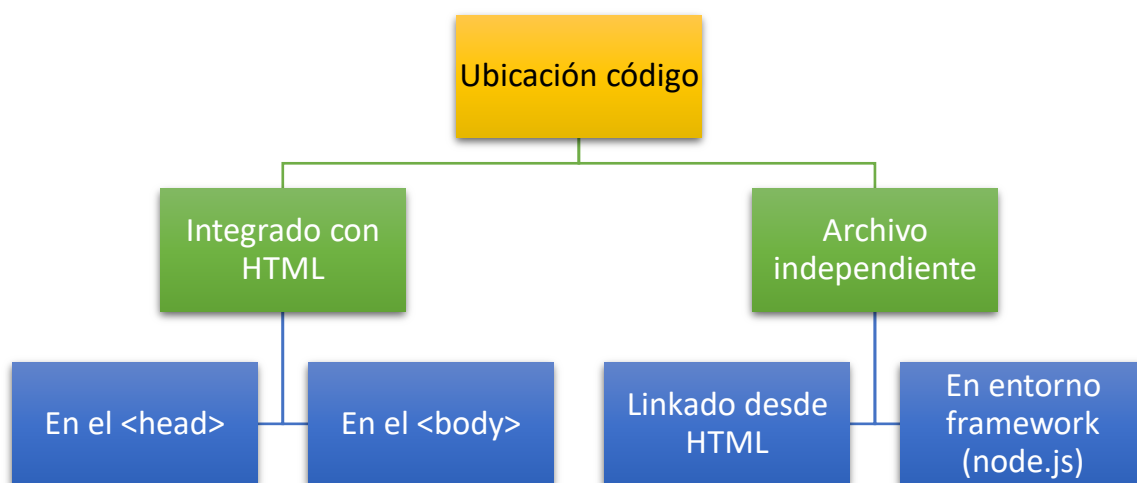 Ubicación código
Integrado con
HTML
Archivo
independiente
En el <head>
En el <body>
Linkado desde
HTML
En entorno
framework
(node.js)